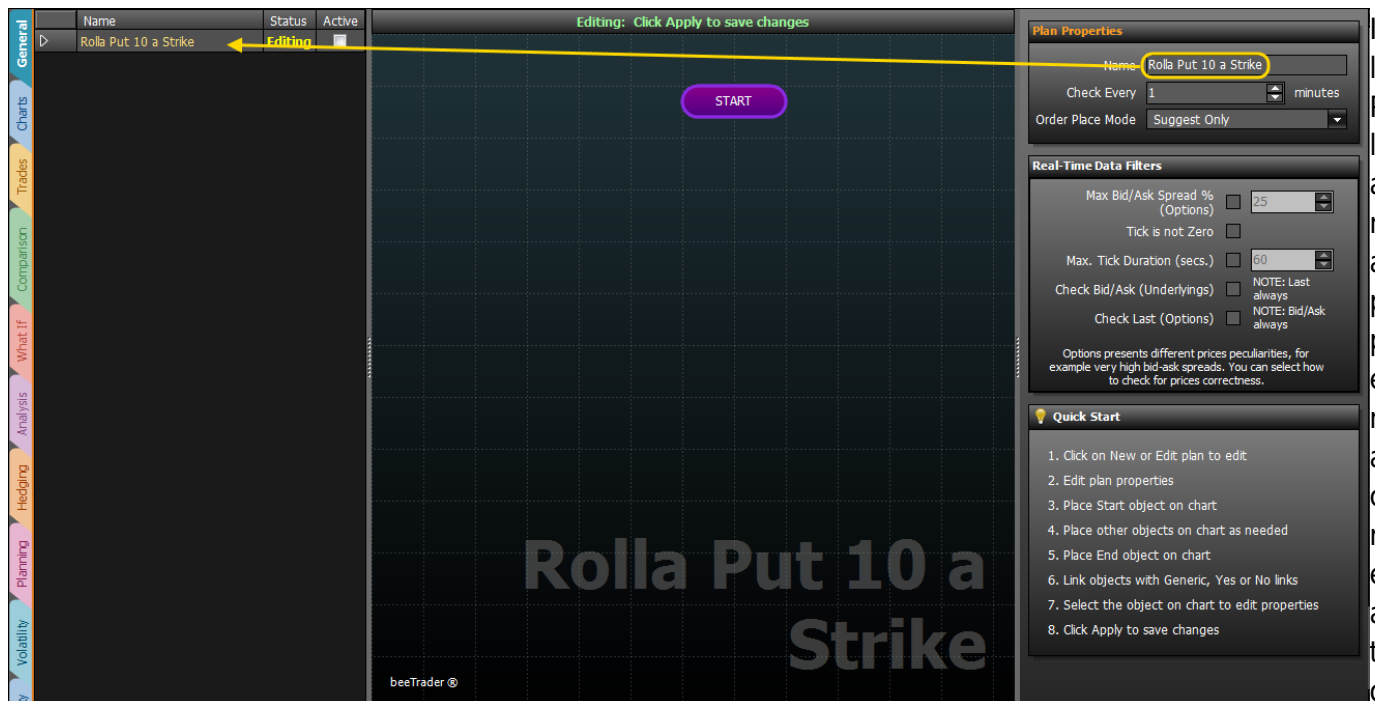 General
Charts
Trades
Comparison
What If
Analysis
Hedging
Planning
Volatility
Name Status Active
Rolla Put 10 a Strike Editing
Editing: Click Apply to save changes
START
Rolla Put 10 a
Strike
beeTrader ®
Plan Properties
Name Rolla Put 10 a Strike
Check Every 1 minutes
Order Place Mode Suggest Only
Real-Time Data Filters
Max Bid/Ask Spread %
(Options) 25
Tick is not Zero
Max. Tick Duration (secs.) 60
Check Bid/Ask (Underlyings) NOTE: Last
always
Check Last (Options) NOTE: Bid/Ask
always
Options presents different prices peculiarities, for
example very high bid-ask spreads. You can select how
to check for prices correctness.
Quick Start
1. Click on New or Edit plan to edit
2. Edit plan properties
3. Place Start object on chart
4. Place other objects on chart as needed
5. Place End object on chart
6. Link objects with Generic, Yes or No links
7. Select the object on chart to edit properties
8. Click Apply to save changes